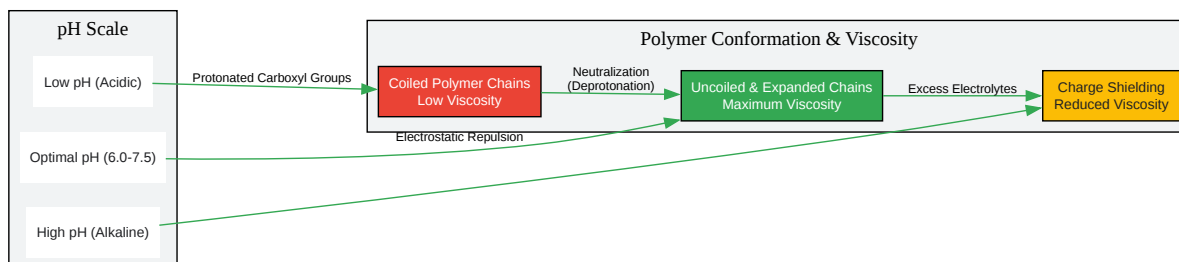 pH Scale
Low pH (Acidic)
Optimal pH (6.0-7.5)
High pH (Alkaline)
Polymer Conformation & Viscosity
Protonated Carboxyl Groups
Coiled Polymer Chains
Low Viscosity
Neutralization
(Deprotonation)
Uncoiled & Expanded Chains
Maximum Viscosity
Excess Electrolytes
Charge Shielding
Reduced Viscosity
Electrostatic Repulsion